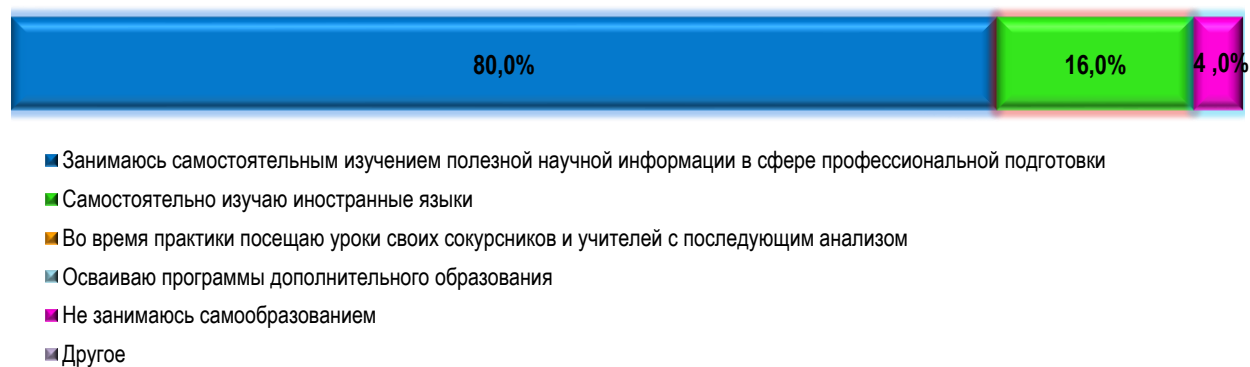 80,0% 16,0% 4 ,0%
Занимаюсь самостоятельным изучением полезной научной информации в сфере профессиональной подготовки
Самостоятельно изучаю иностранные языки
Во время практики посещаю уроки своих сокурсников и учителей с последующим анализом
Осваиваю программы дополнительного образования
Не занимаюсь самообразованием
Другое